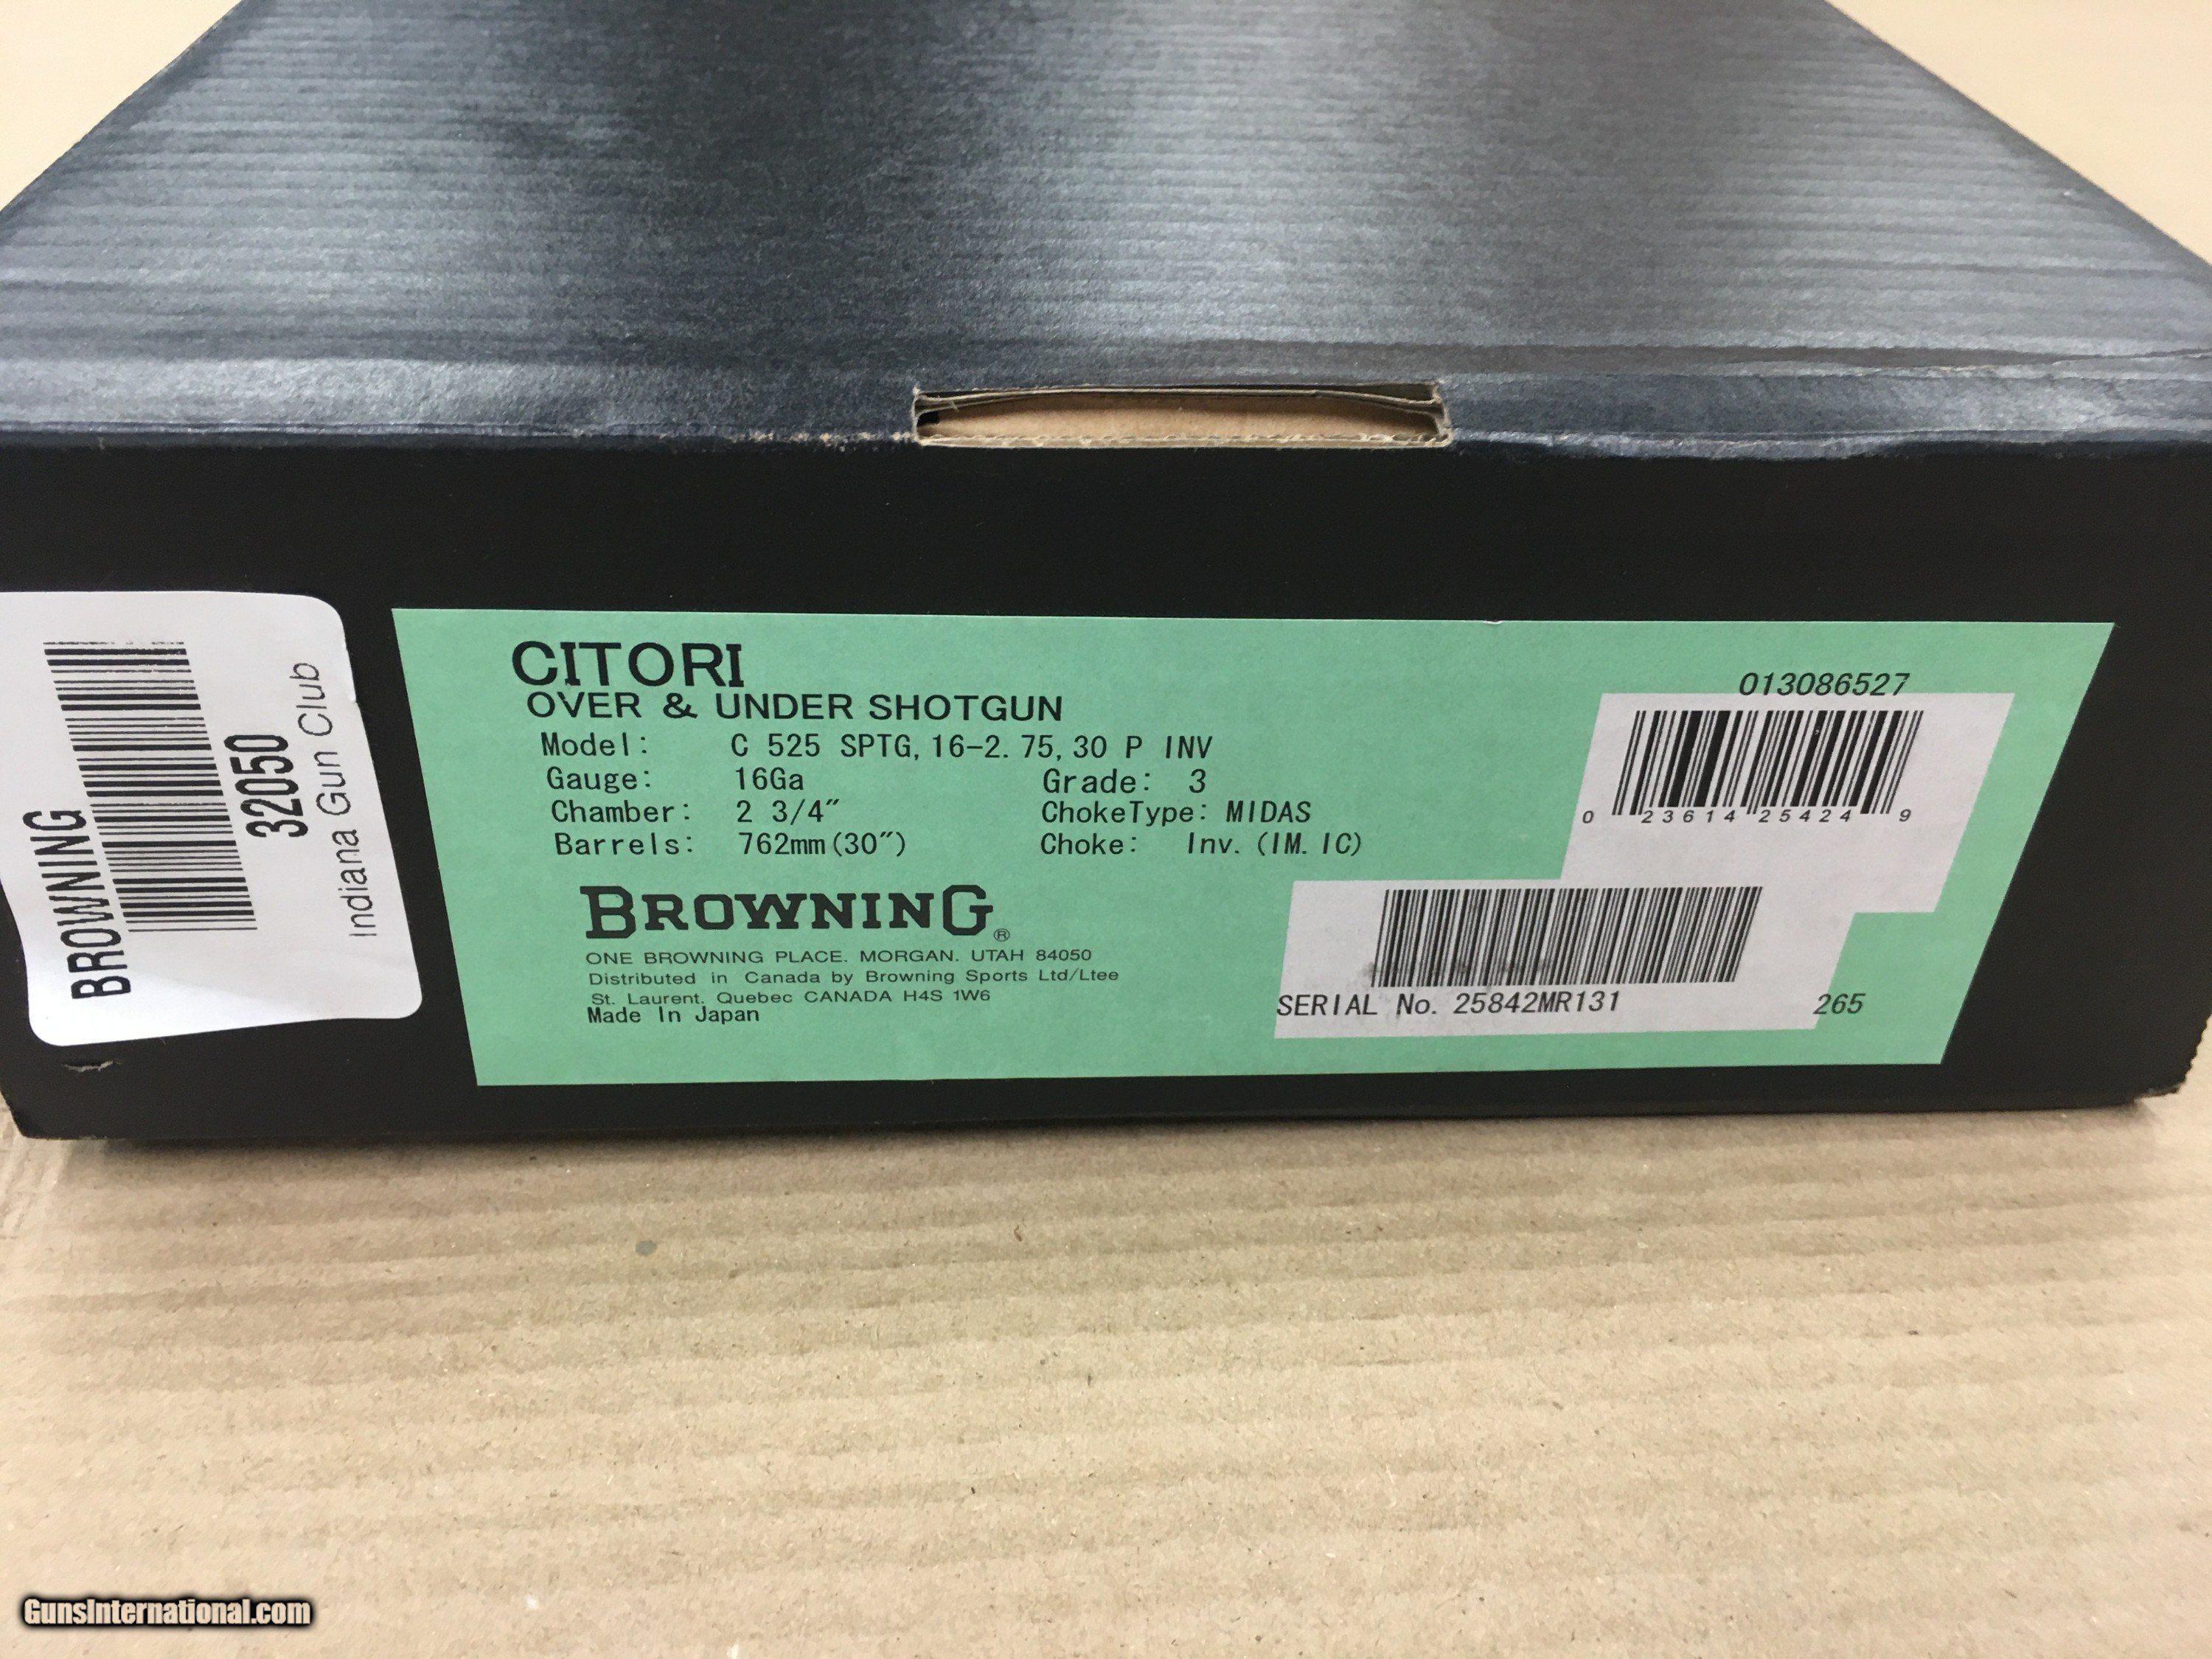 BROWNING
32050
Indiana Gun Club
CITORI
OVER & UNDER SHOTGUN
Model: C 525 SPTG, 16-2. 75, 30 P INV
Gauge: 16Ga Grade: 3
Chamber: 2 3/4" ChokeType: MIDAS
Barrels: 762mm(30") Choke: Inv. (IM. IC)
BROWNING®
ONE BROWNING PLACE. MORGAN. UTAH 84050
Distributed in Canada by Browning Sports Ltd/Ltee
St. Laurent. Quebec CANADA H4S 1W6
Made In Japan
013086527
0 23614 25424 9
SERIAL No. 25842MR131 265
GunsInternational.com